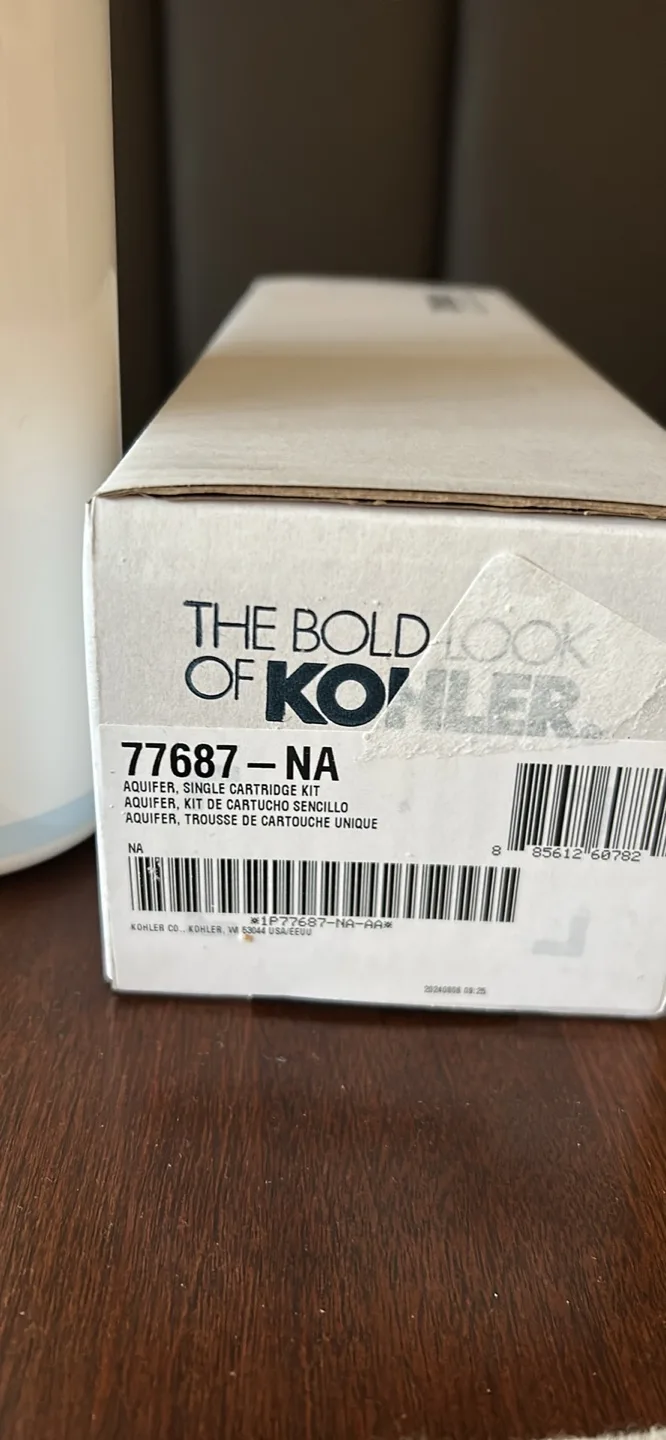 THE BOLD LOOK
OF KOHLER.
77687-NA
AQUIFER, SINGLE CARTRIDGE KIT
AQUIFER, KIT DE CARTUCHO SENCILLO
AQUIFER, TROUSSE DE CARTOUCHE UNIQUE
NA
8 85612 60782
*1P77687-NA-AA*
KOHLER CO., KOHLER, WI 53044 USA/EEUU